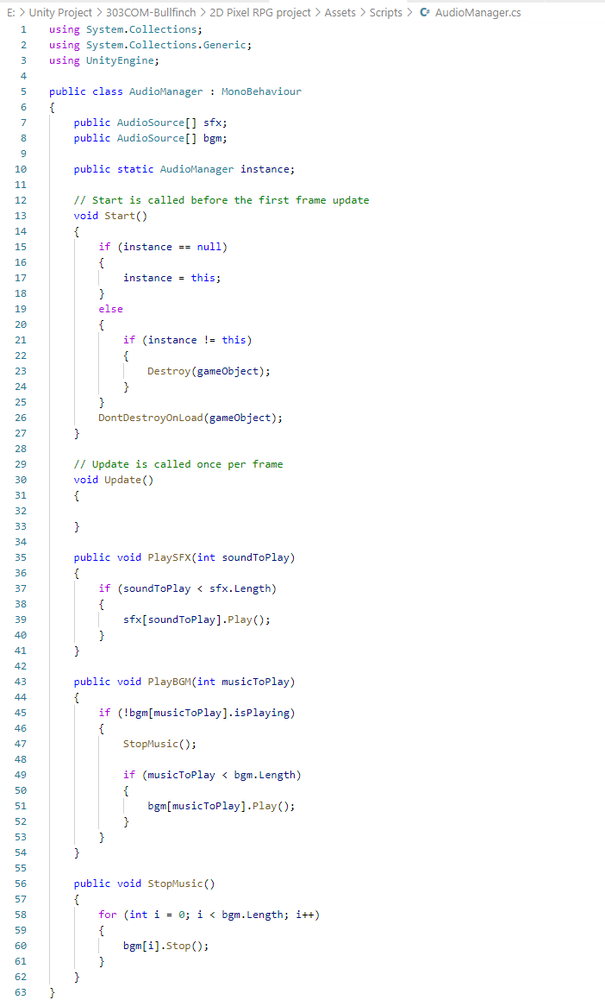 E: > Unity Project > 303COM-Bullfinch > 2D Pixel RPG project > Assets > Scripts > C# AudioManager.cs
1 using System.Collections;
2 using System.Collections.Generic;
3 using UnityEngine;
4
5 public class AudioManager : MonoBehaviour
6 {
7     public AudioSource[] sfx;
8     public AudioSource[] bgm;
9
10     public static AudioManager instance;
11
12     // Start is called before the first frame update
13     void Start()
14     {
15         if (instance == null)
16         {
17             instance = this;
18         }
19         else
20         {
21             if (instance != this)
22             {
23                 Destroy(gameObject);
24             }
25         }
26         DontDestroyOnLoad(gameObject);
27     }
28
29     // Update is called once per frame
30     void Update()
31     {
32
33     }
34
35     public void PlaySFX(int soundToPlay)
36     {
37         if (soundToPlay < sfx.Length)
38         {
39             sfx[soundToPlay].Play();
40         }
41     }
42
43     public void PlayBGM(int musicToPlay)
44     {
45         if (!bgm[musicToPlay].isPlaying)
46         {
47             StopMusic();
48
49             if (musicToPlay < bgm.Length)
50             {
51                 bgm[musicToPlay].Play();
52             }
53         }
54     }
55
56     public void StopMusic()
57     {
58         for (int i = 0; i < bgm.Length; i++)
59         {
60             bgm[i].Stop();
61         }
62     }
63 }